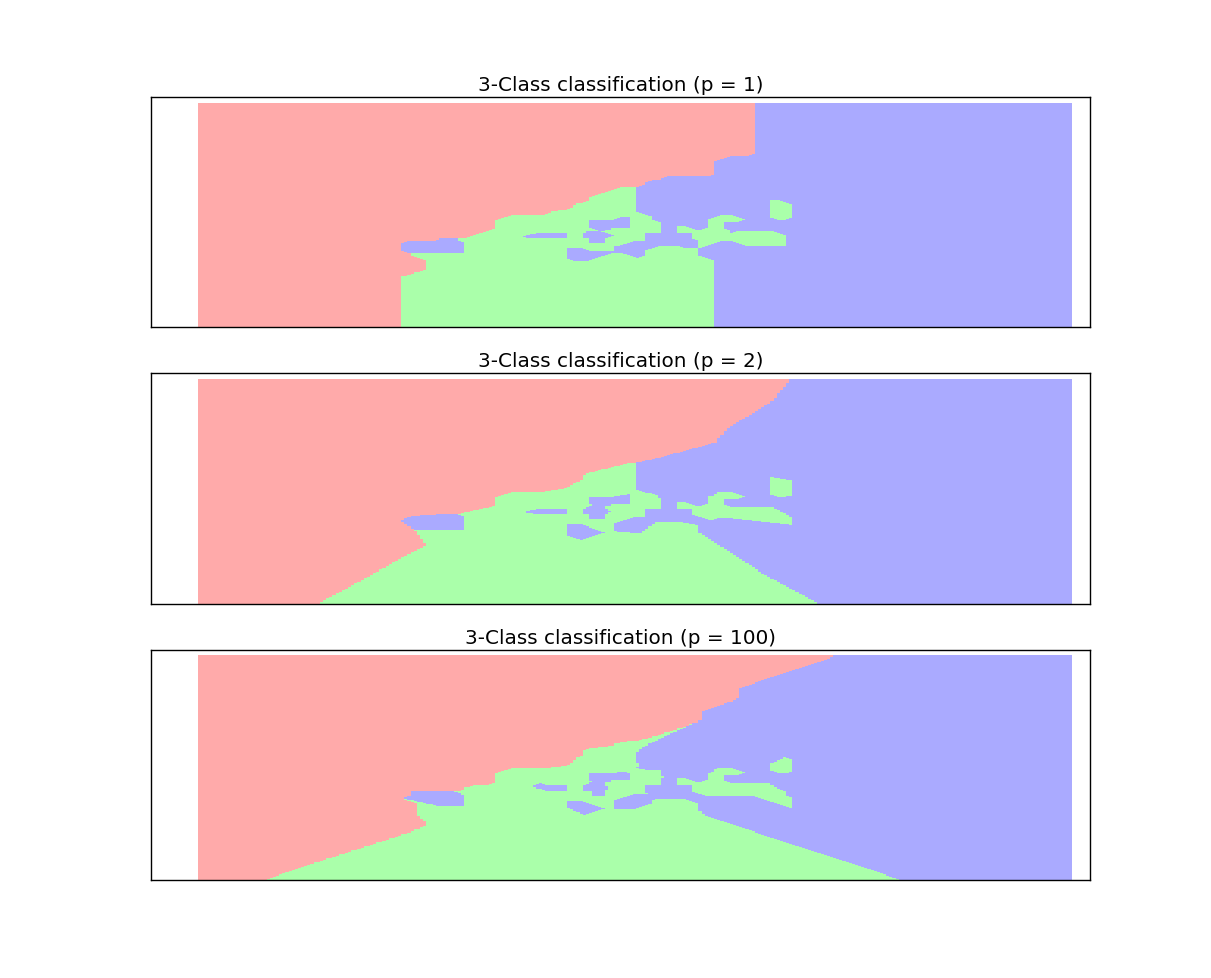 3-Class classification (p = 1)
3-Class classification (p = 2)
3-Class classification (p = 100)